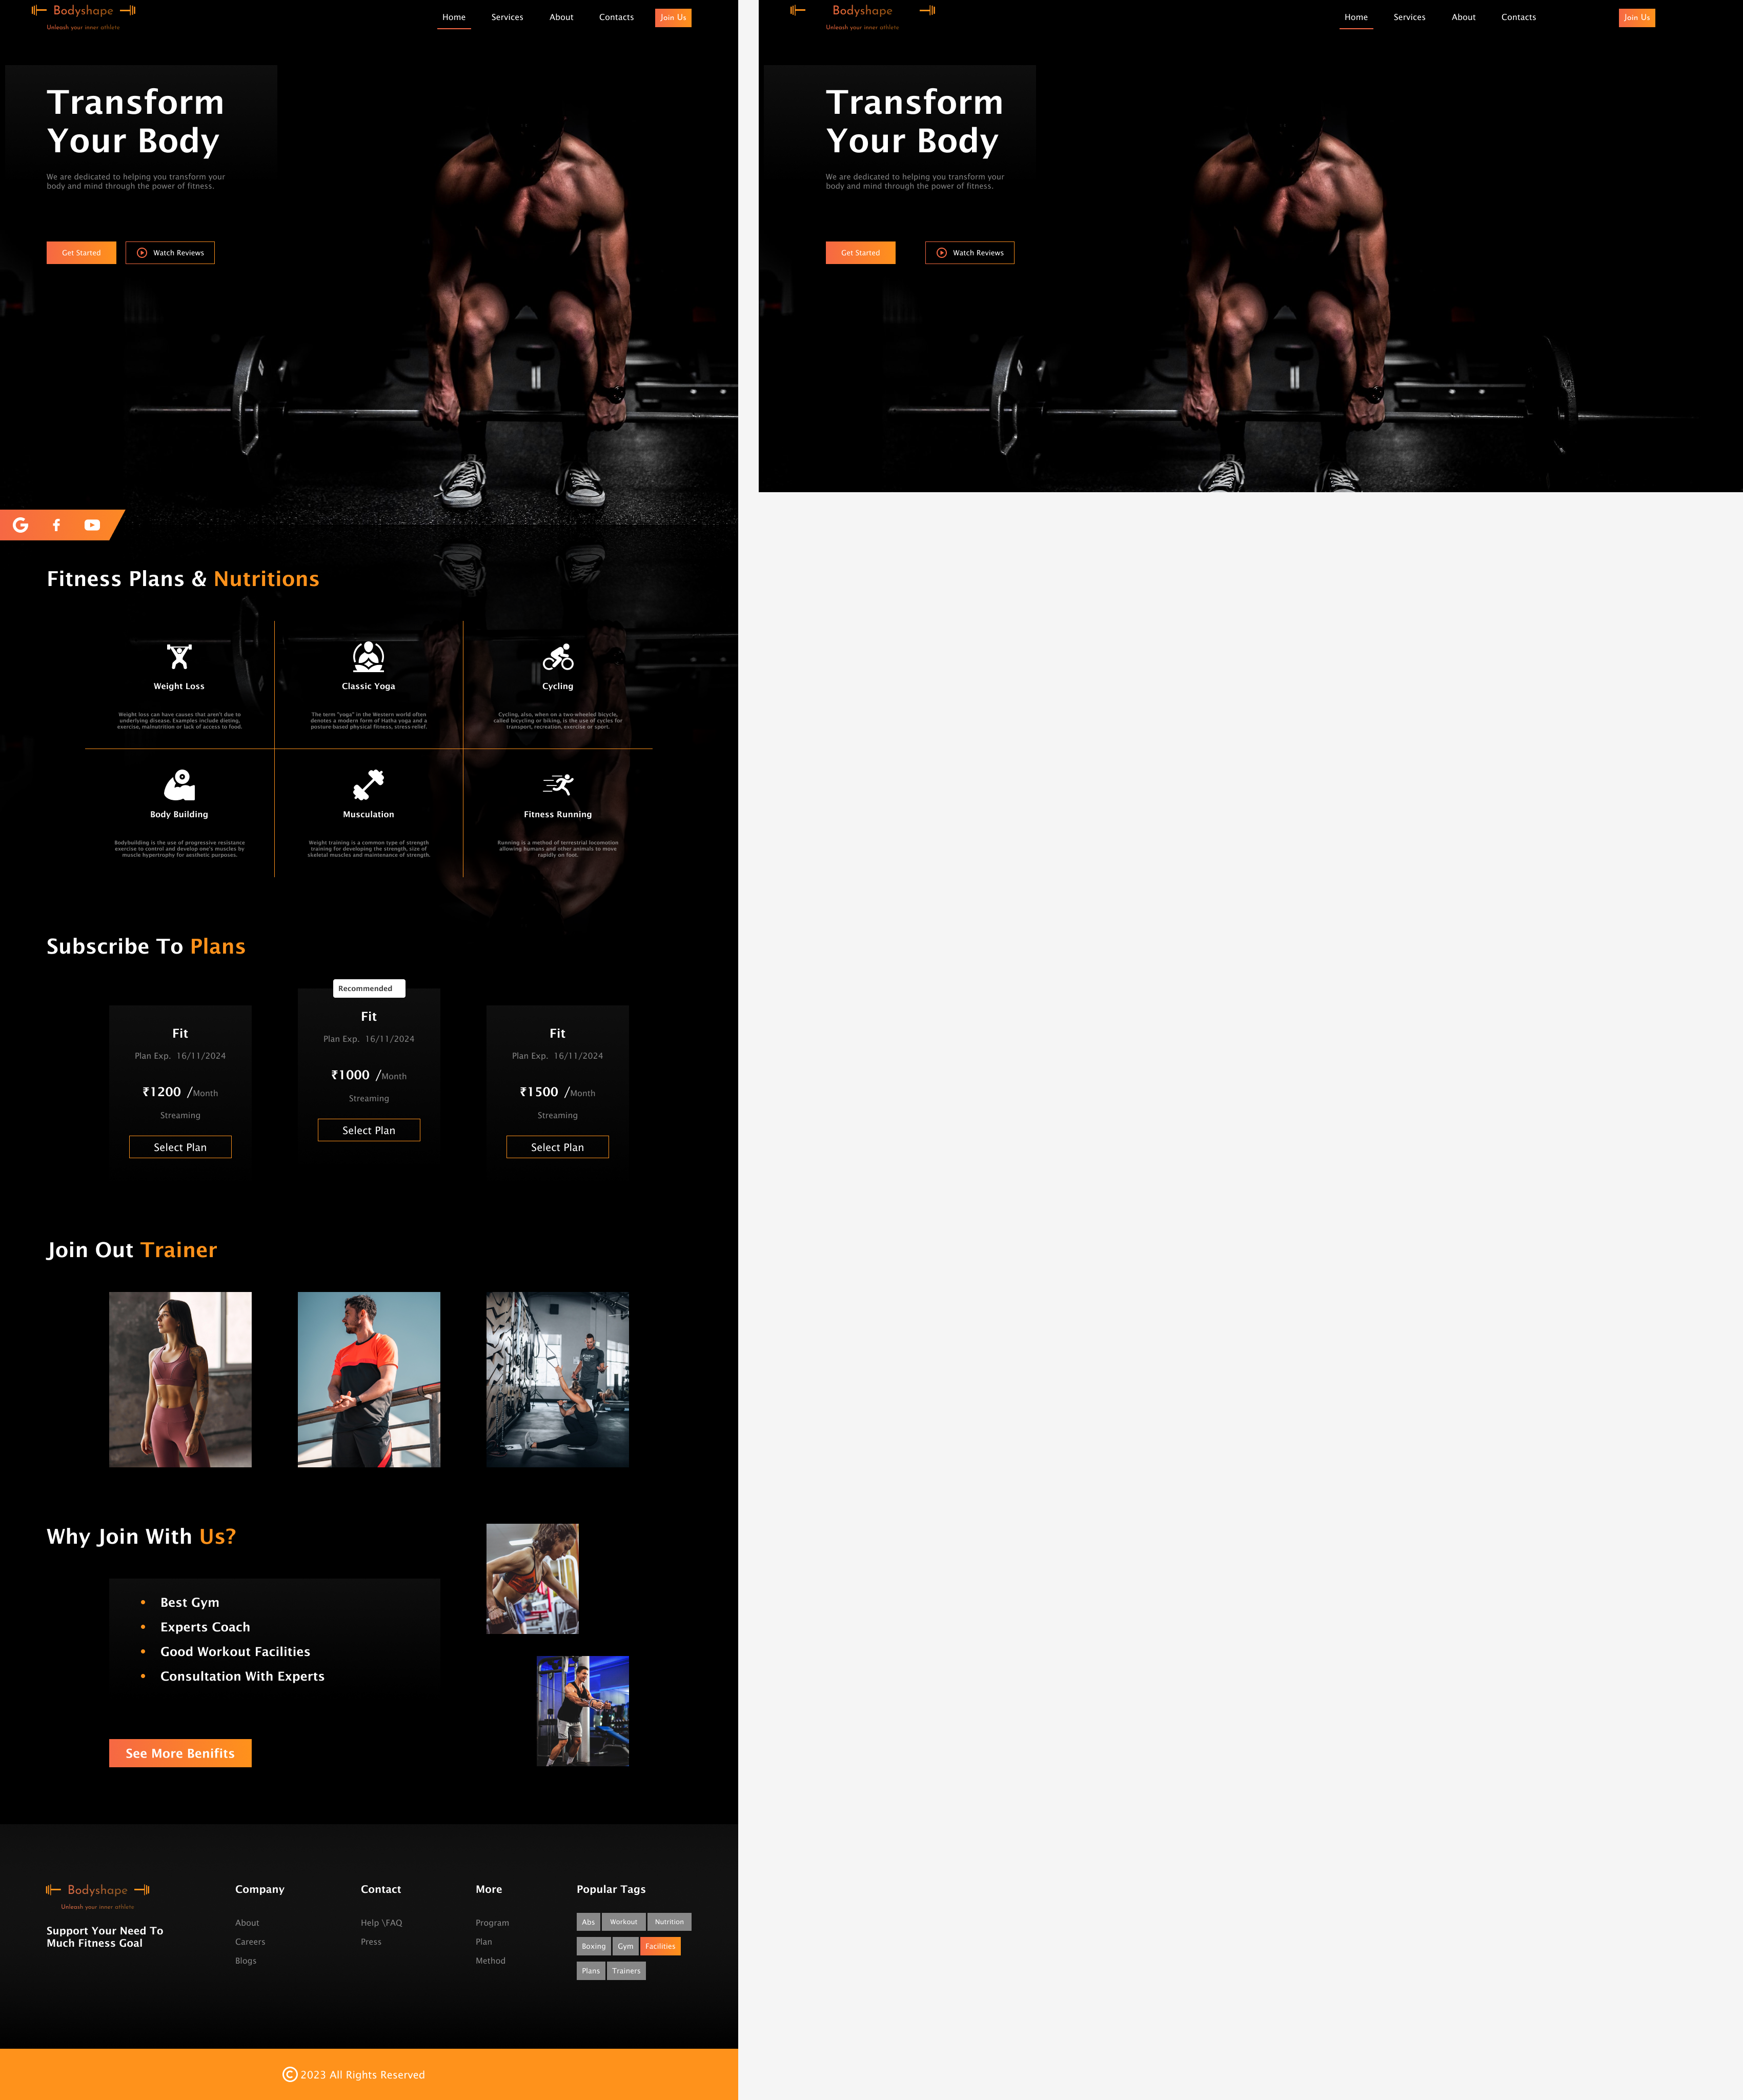 Bodyshape
Unleash your inner athlete
Home Services About Contacts Join Us
Transform
Your Body
We are dedicated to helping you transform your
body and mind through the power of fitness.
Get Started Watch Reviews
Fitness Plans & Nutritions
Weight Loss
Weight loss can have causes that aren't due to
underlying disease. Examples include dieting,
exercise, malnutrition or lack of access to food.
Classic Yoga
The term "yoga" in the Western world often
denotes a modern form of Hatha yoga and a
posture-based physical fitness, stress-relief.
Cycling
Cycling, also, when on a two-wheeled bicycle,
called bicycling or biking, is the use of cycles for
transport, recreation, exercise or sport.
Body Building
Bodybuilding is the use of progressive resistance
exercise to control and develop one's muscles by
muscle hypertrophy for aesthetic purposes.
Musculation
Weight training is a common type of strength
training for developing the strength, size of
skeletal muscles and maintenance of strength.
Fitness Running
Running is a method of terrestrial locomotion
allowing humans and other animals to move
rapidly on foot.
Subscribe To Plans
Fit
Plan Exp. 16/11/2024
₹1200 /Month
Streaming
Select Plan
Recommended
Fit
Plan Exp. 16/11/2024
₹1000 /Month
Streaming
Select Plan
Fit
Plan Exp. 16/11/2024
₹1500 /Month
Streaming
Select Plan
Join Out Trainer
Why Join With Us?
• Best Gym
• Experts Coach
• Good Workout Facilities
• Consultation With Experts
See More Benifits
Bodyshape
Unleash your inner athlete
Support Your Need To
Much Fitness Goal
Company
About
Careers
Blogs
Contact
Help \FAQ
Press
More
Program
Plan
Method
Popular Tags
Abs Workout Nutrition
Boxing Gym Facilities
Plans Trainers
© 2023 All Rights Reserved
Bodyshape
Unleash your inner athlete
Home Services About Contacts Join Us
Transform
Your Body
We are dedicated to helping you transform your
body and mind through the power of fitness.
Get Started Watch Reviews